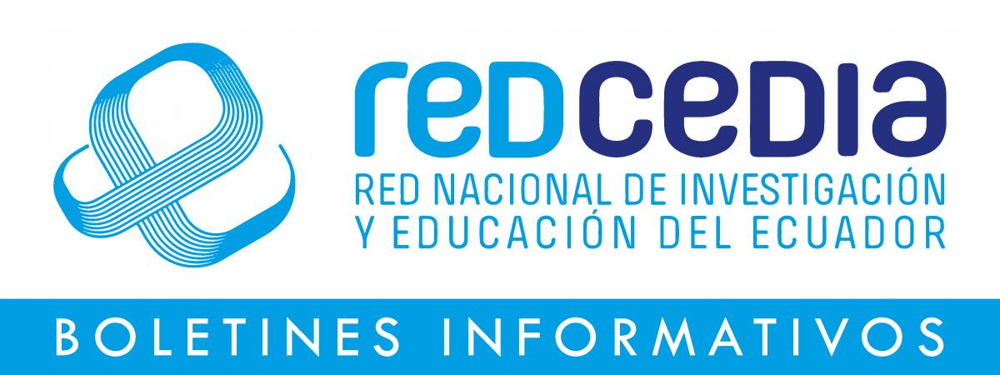 redcedia
RED NACIONAL DE INVESTIGACIÓN
Y EDUCACIÓN DEL ECUADOR
BOLETINES INFORMATIVOS